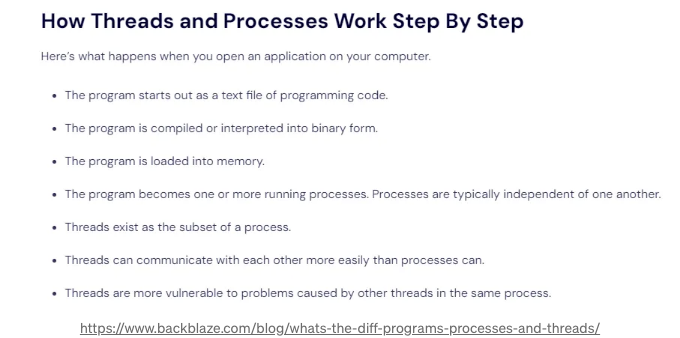 How Threads and Processes Work Step By Step
Here's what happens when you open an application on your computer.
• The program starts out as a text file of programming code.
• The program is compiled or interpreted into binary form.
• The program is loaded into memory.
• The program becomes one or more running processes. Processes are typically independent of one another.
• Threads exist as the subset of a process.
• Threads can communicate with each other more easily than processes can.
• Threads are more vulnerable to problems caused by other threads in the same process.
https://www.backblaze.com/blog/whats-the-diff-programs-processes-and-threads/